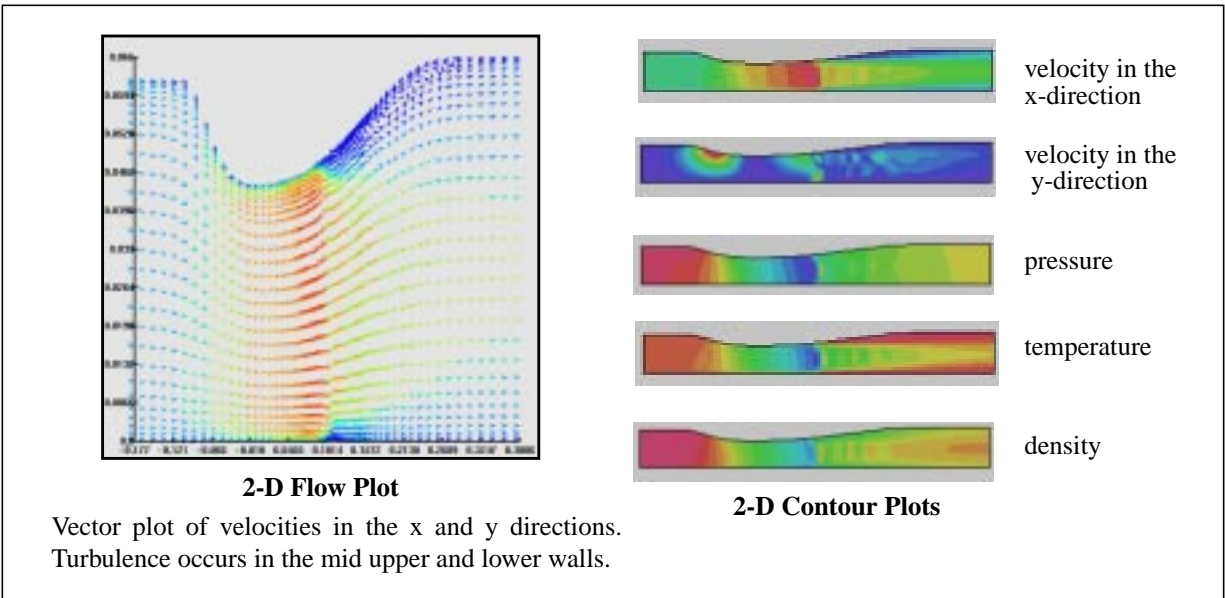 velocity in the
x-direction
velocity in the
y-direction
pressure
temperature
density
2-D Flow Plot
2-D Contour Plots
Vector plot of velocities in the x and y directions.
Turbulence occurs in the mid upper and lower walls.